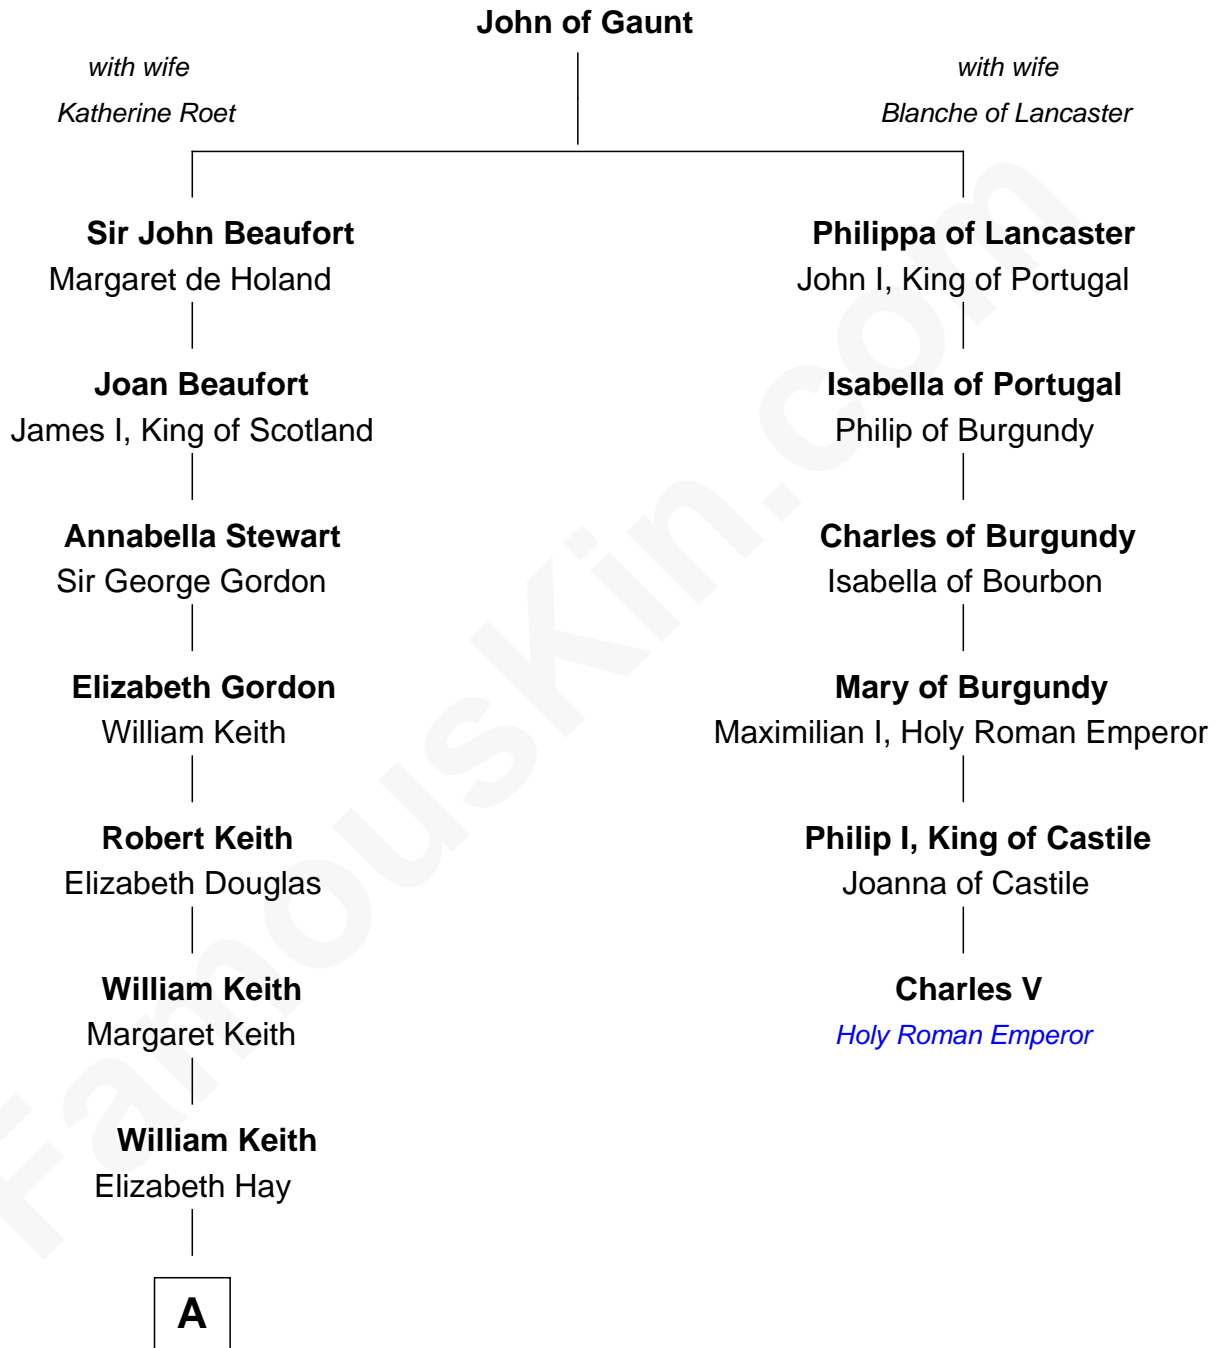 John of Gaunt
with wife
Katherine Roet
with wife
Blanche of Lancaster
Sir John Beaufort
Margaret de Holand
Philippa of Lancaster
John I, King of Portugal
Joan Beaufort
James I, King of Scotland
Isabella of Portugal
Philip of Burgundy
Annabella Stewart
Sir George Gordon
Charles of Burgundy
Isabella of Bourbon
Elizabeth Gordon
William Keith
Mary of Burgundy
Maximilian I, Holy Roman Emperor
Robert Keith
Elizabeth Douglas
Philip I, King of Castile
Joanna of Castile
William Keith
Margaret Keith
Charles V
Holy Roman Emperor
William Keith
Elizabeth Hay
A
FamousKin.com